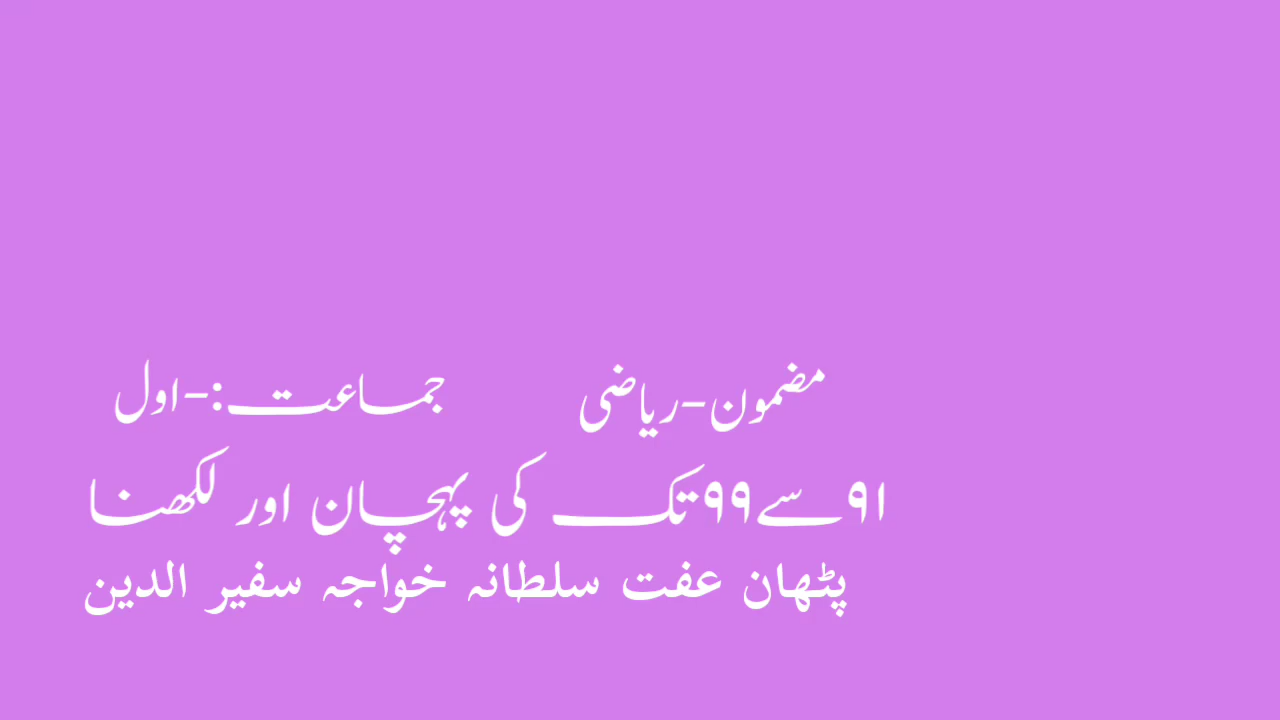 مضمون-ریاضی جماعت:-اول
۹۱سے۹۹تک کی پہچان اور لکھنا
پٹھان عفت سلطانہ خواجہ سفیر الدین